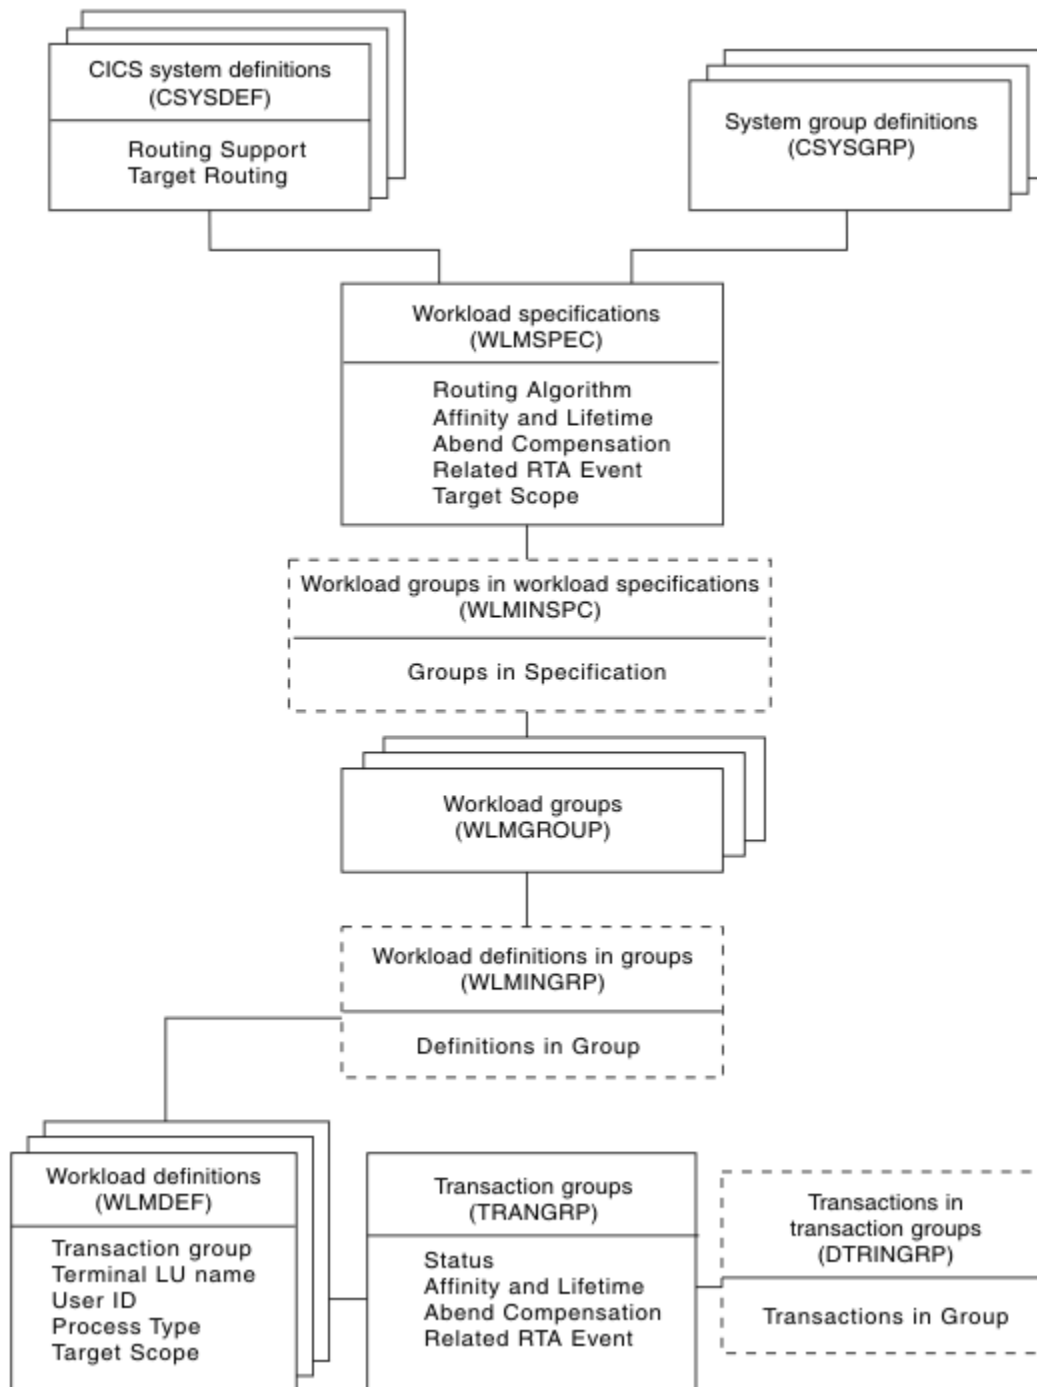 CICS system definitions
(CSYSDEF)
Routing Support
Target Routing
System group definitions
(CSYSGRP)
Workload specifications
(WLMSPEC)
Routing Algorithm
Affinity and Lifetime
Abend Compensation
Related RTA Event
Target Scope
Workload groups in workload specifications
(WLMINSPC)
Groups in Specification
Workload groups
(WLMGROUP)
Workload definitions in groups
(WLMINGRP)
Definitions in Group
Workload definitions
(WLMDEF)
Transaction group
Terminal LU name
User ID
Process Type
Target Scope
Transaction groups
(TRANGRP)
Status
Affinity and Lifetime
Abend Compensation
Related RTA Event
Transactions in
transaction groups
(DTRINGRP)
Transactions in Group